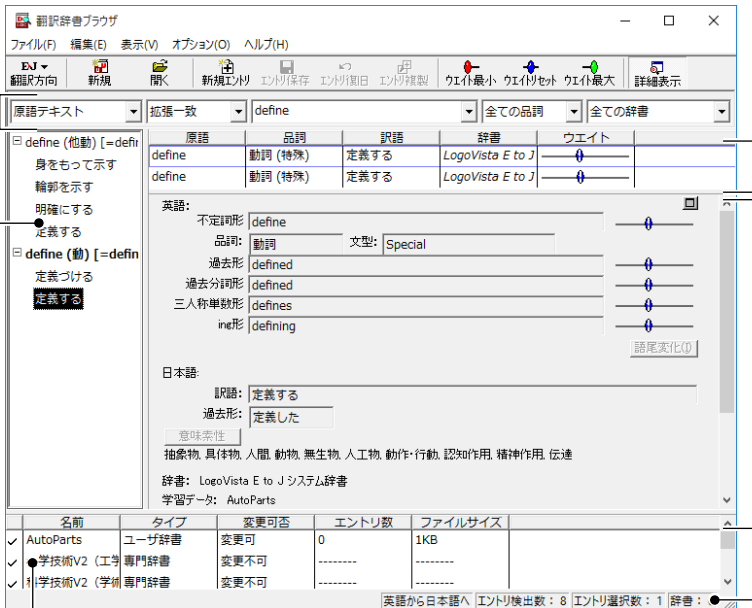 翻訳辞書ブラウザ
ファイル(F) 編集(E) 表示(V) オプション(O) ヘルプ(H)
E›J 翻訳方向 新規 開く 新規エントリ エントリ保存 エントリ復旧 エントリ複製 ウエイト最小 ウエイトリセット ウエイト最大 詳細表示
原語テキスト 拡張一致 define 全ての品詞 全ての辞書
define (他動) [=defin
身をもって示す
輪郭を示す
明確にする
定義する
define (動) [=defin
定義づける
定義する
原語 品詞 訳語 辞書 ウエイト
define 動詞 (特殊) 定義する LogoVista E to J
define 動詞 (特殊) 定義する LogoVista E to J
英語:
不定詞形 define
品詞: 動詞 文型: Special
過去形 defined
過去分詞形 defined
三人称単数形 defines
ing形 defining
語尾変化(I)
日本語:
訳語: 定義する
過去形: 定義した
意味素性
抽象物, 具体物, 人間, 動物, 無生物, 人工物, 動作・行動, 認知作用, 精神作用, 伝達
辞書: LogoVista E to J システム辞書
学習データ: AutoParts
名前 タイプ 変更可否 エントリ数 ファイルサイズ
AutoParts ユーザ辞書 変更可 0 1KB
学技術V2 (工学 専門辞書 変更不可 -------- --------
科学技術V2 (学術 専門辞書 変更不可 -------- --------
英語から日本語へ エントリ検出数: 8 エントリ選択数: 1 辞書: